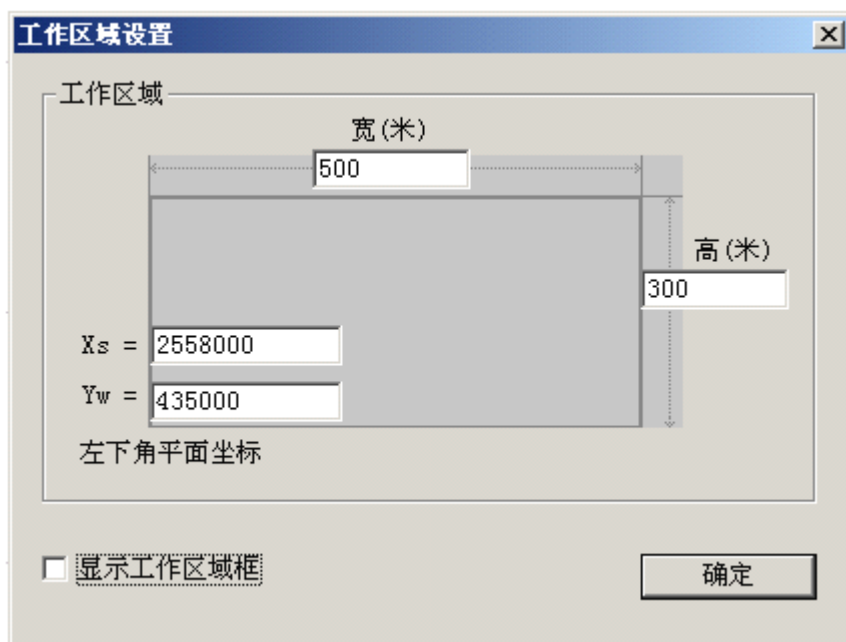 工作区域设置
工作区域
宽(米)
500
高(米)
300
Xs = 2558000
Yw = 435000
左下角平面坐标
显示工作区域框
确定